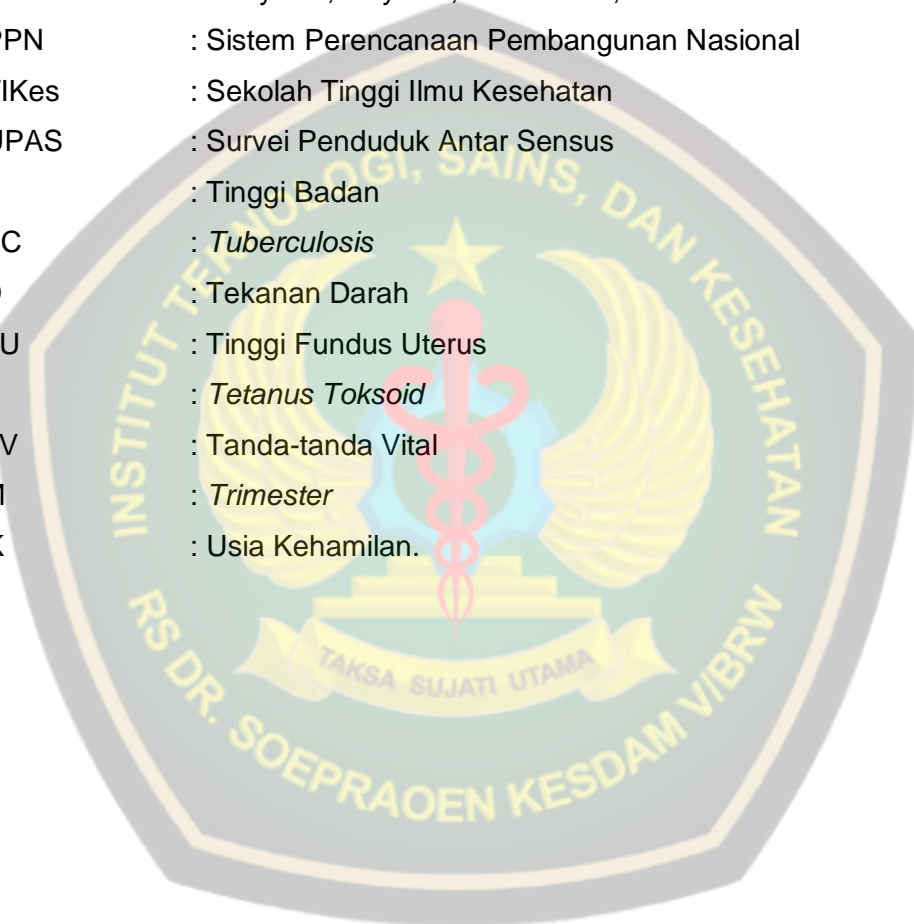 PPN : Sistem Perencanaan Pembangunan Nasional
IKes : Sekolah Tinggi Ilmu Kesehatan
UPAS : Survei Penduduk Antar Sensus
: Tinggi Badan
C : Tuberculosis
: Tekanan Darah
U : Tinggi Fundus Uterus
: Tetanus Toksoid
V : Tanda-tanda Vital
: Trimester
K : Usia Kehamilan.
INSTITUT TEKNOLOGI, SAINS, DAN KESEHATAN
TAKSA SUJATI UTAMA
RS DR. SOEPRAOEN KESDAM V/BRW